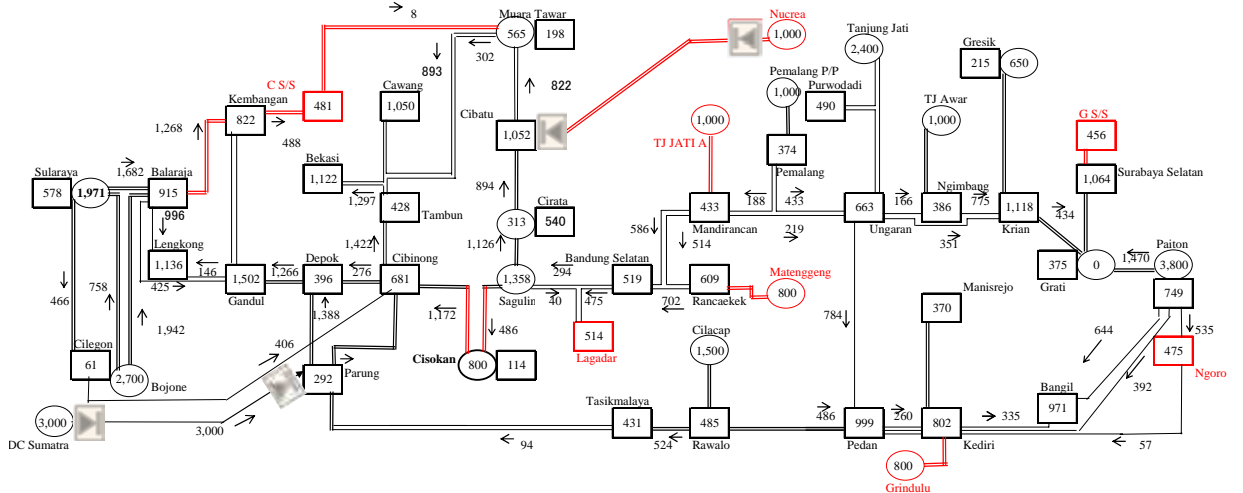 8
Muara Tawar
Nucrea
565
198
1,000
302
893
Tanjung Jati
2,400
Gresik
215
650
C S/S
481
Kembangan
822
488
1,268
Cawang
1,050
822
Cibatu
1,052
Pemalang P/P
1,000
Purwodadi
490
TJ Awar
1,000
1,000
TJ JATI A
374
Pemalang
G S/S
456
1,064
Surabaya Selatan
Sularaya
578
1,971
1,682
Balaraja
915
996
Bekasi
1,122
1,297
428
Tambun
894
Cirata
313
540
433
Mandirancan
188
433
219
663
Ungaran
166
Ngimbang
386
775
351
1,118
Krian
434
586
514
Lengkong
1,136
146
425
1,502
Gandul
1,266
Depok
396
276
1,422
Cibinong
681
1,126
1,358
Sagulin
294
40
475
Bandung Selatan
519
609
Rancaekek
702
Matenggeng
800
375
Grati
0
1,470
Paiton
3,800
749
466
758
1,942
1,388
1,172
486
Cisokan
800
114
514
Lagadar
784
Manisrejo
370
644
535
475
Ngoro
392
Cilegon
61
2,700
Bojone
406
292
Parung
Cilacap
1,500
Bangil
971
3,000
DC Sumatra
3,000
Tasikmalaya
431
94
524
485
Rawalo
486
999
Pedan
260
802
Kediri
335
57
800
Grindulu